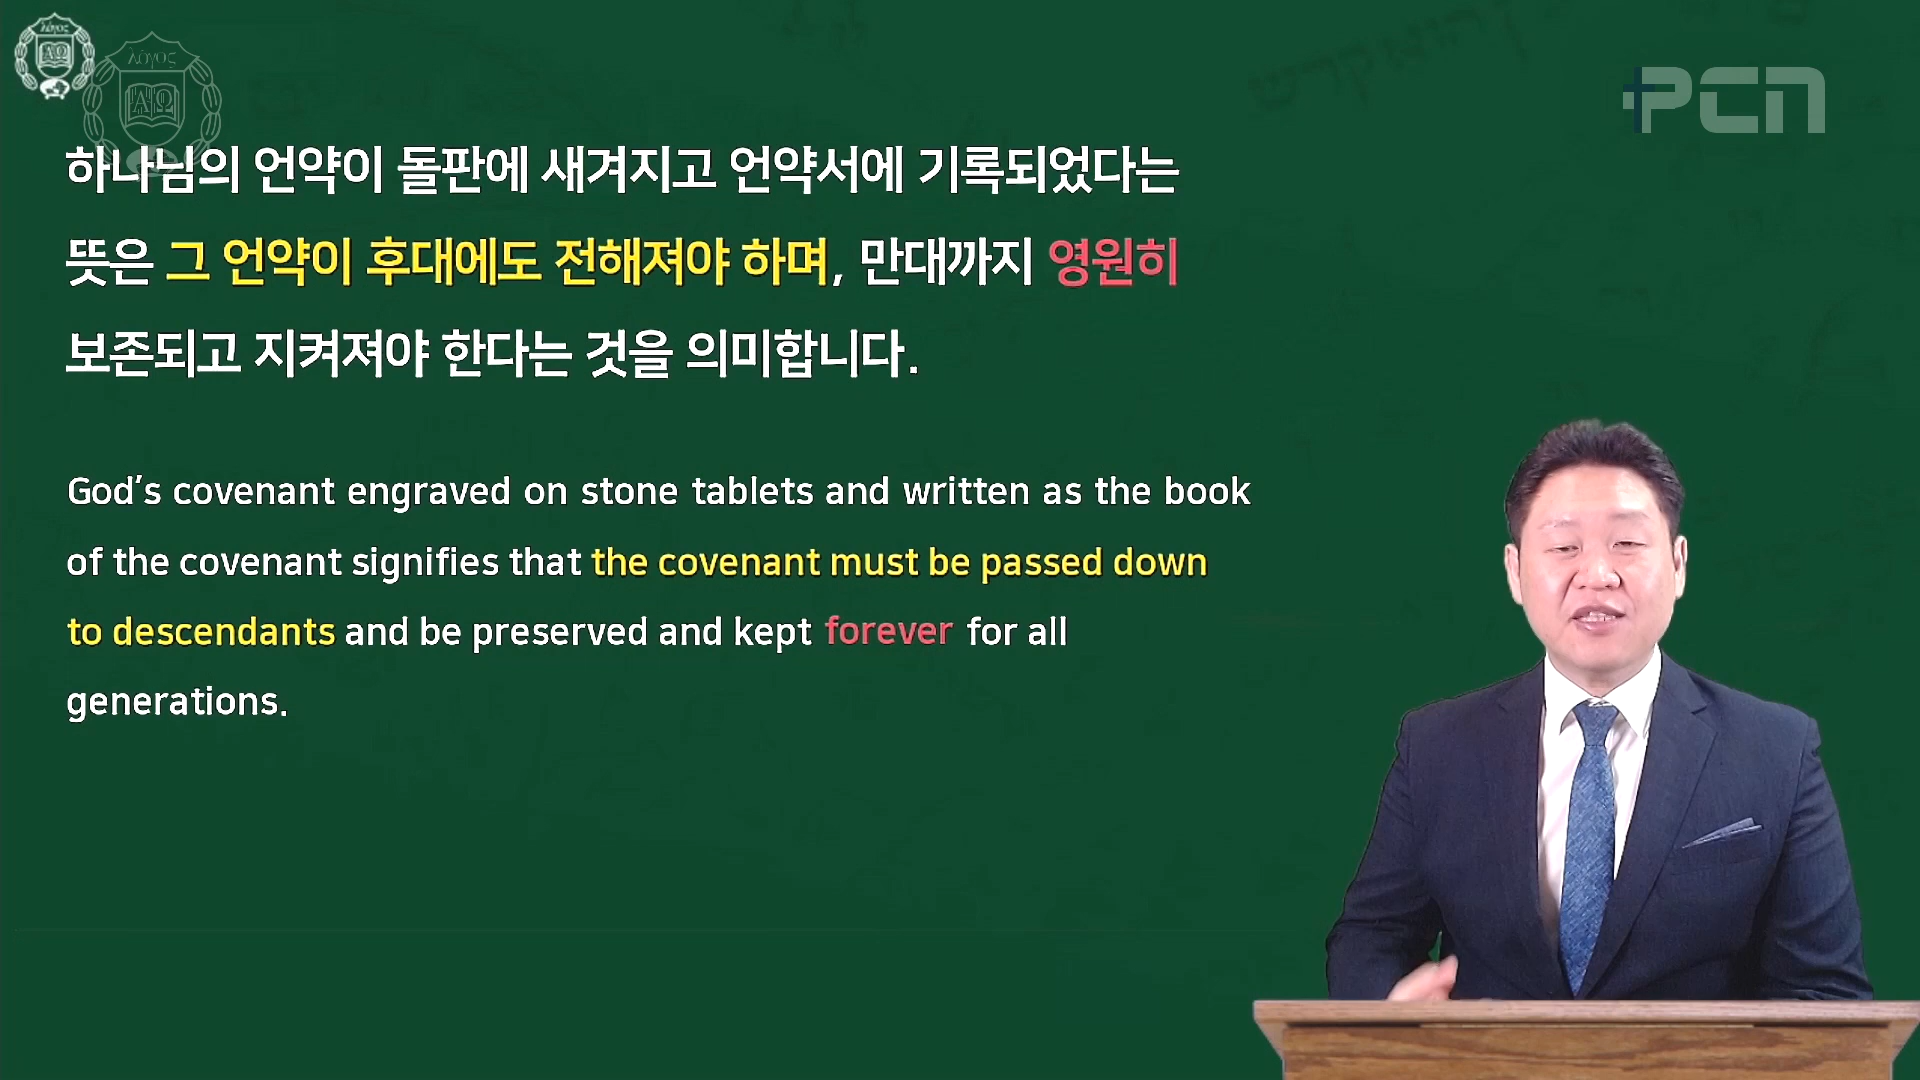 λόγος
ΑΩ
λόγος
ΑΩ
PCN
하나님의 언약이 돌판에 새겨지고 언약서에 기록되었다는
뜻은 그 언약이 후대에도 전해져야 하며, 만대까지 영원히
보존되고 지켜져야 한다는 것을 의미합니다.
God's covenant engraved on stone tablets and written as the book
of the covenant signifies that the covenant must be passed down
to descendants and be preserved and kept forever for all
generations.